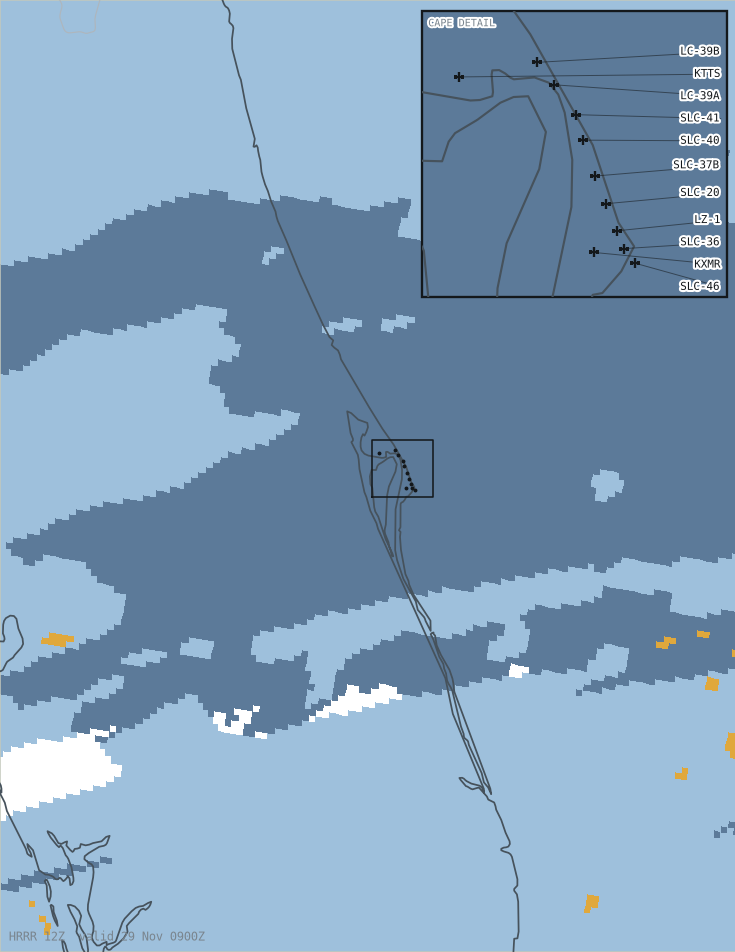 CAPE DETAIL
LC-39B
KTTS
LC-39A
SLC-41
SLC-40
SLC-37B
SLC-20
LZ-1
SLC-36
KXMR
SLC-46
HRRR 12Z  valid 29 Nov 0900Z